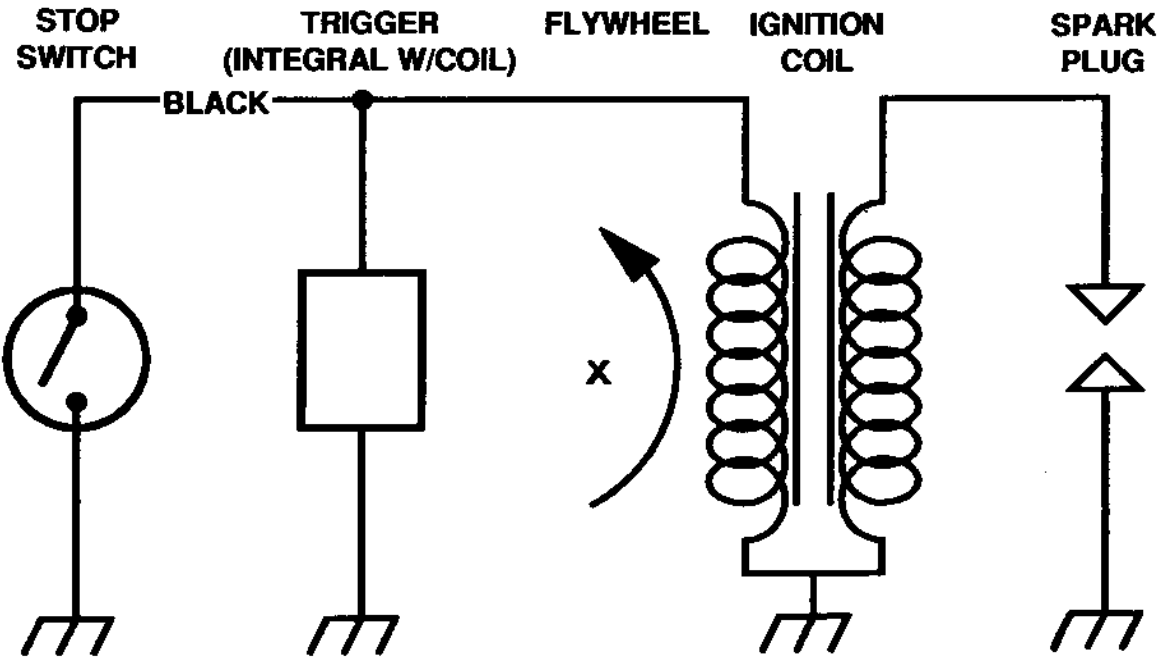 STOP
SWITCH
TRIGGER
(INTEGRAL W/COIL)
FLYWHEEL
IGNITION
COIL
SPARK
PLUG
BLACK
X